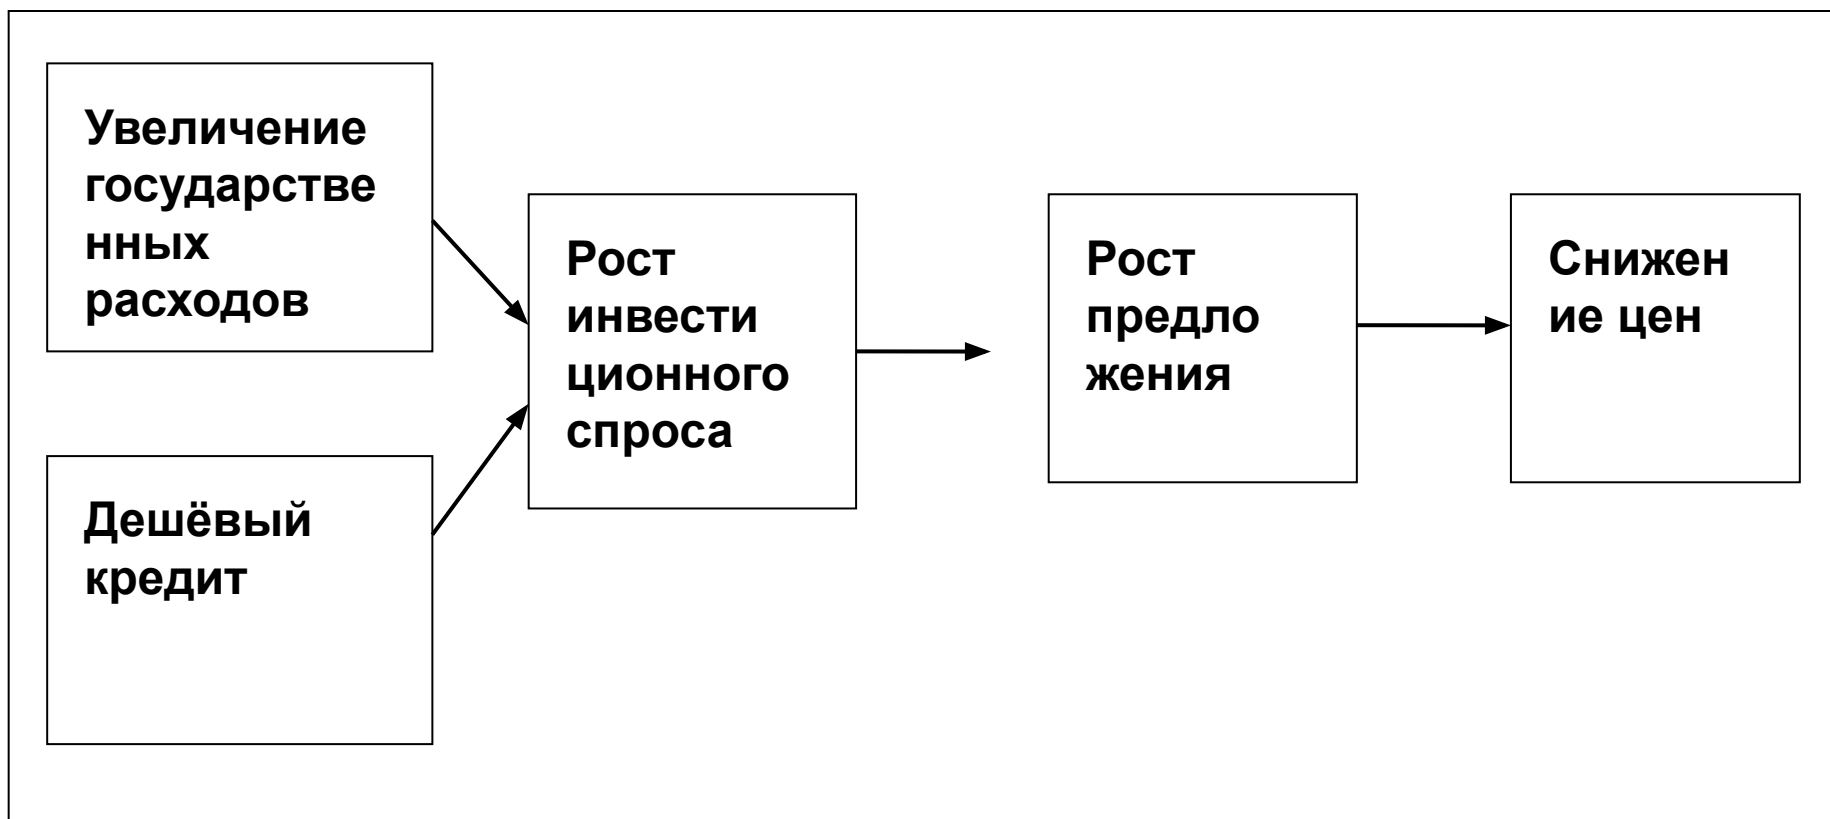 Увеличение
государстве
нных
расходов
Дешёвый
кредит
Рост
инвести
ционного
спроса
Рост
предло
жения
Снижен
ие цен